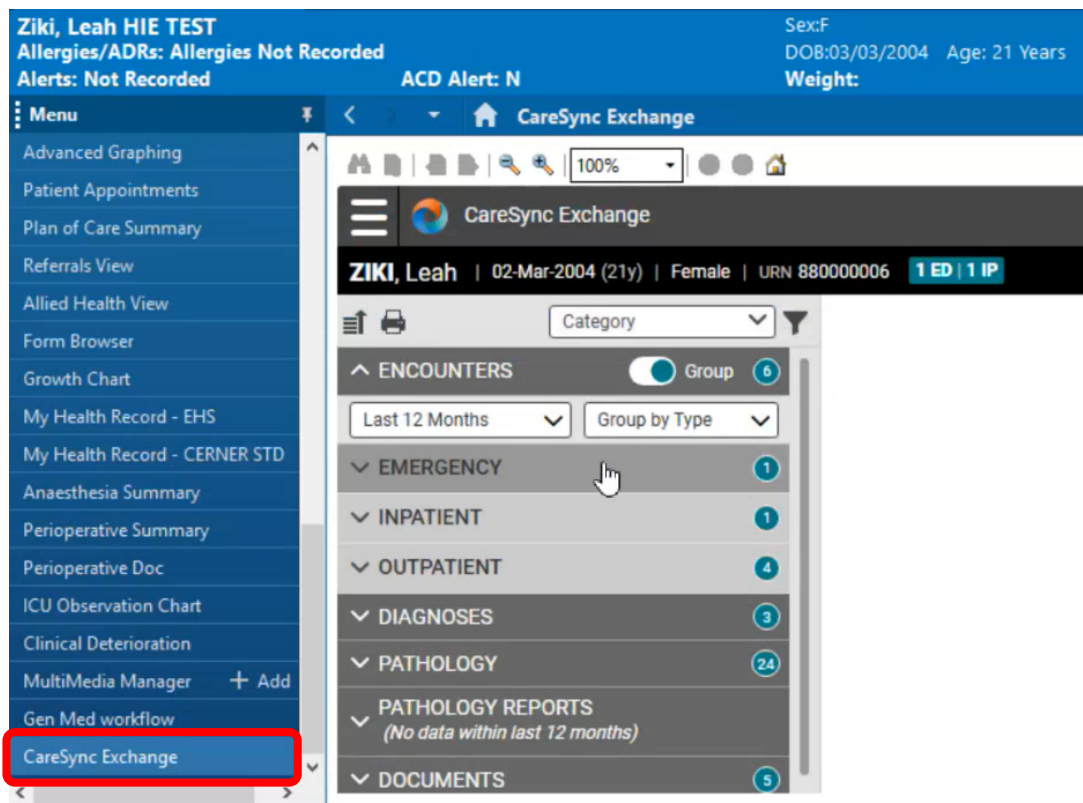 Ziki, Leah HIE TEST
Sex:F
Allergies/ADRs: Allergies Not Recorded
DOB:03/03/2004 Age: 21 Years
Alerts: Not Recorded
ACD Alert: N
Weight:
Menu
CareSync Exchange
Advanced Graphing
Patient Appointments
Plan of Care Summary
Referrals View
Allied Health View
Form Browser
Growth Chart
My Health Record - EHS
My Health Record - CERNER STD
Anaesthesia Summary
Perioperative Summary
Perioperative Doc
ICU Observation Chart
Clinical Deterioration
MultiMedia Manager + Add
Gen Med workflow
CareSync Exchange
100%
CareSync Exchange
ZIKI, Leah | 02-Mar-2004 (21y) | Female | URN 880000006 1 ED | 1 IP
Category
ENCOUNTERS Group 6
Last 12 Months Group by Type
EMERGENCY 1
INPATIENT 1
OUTPATIENT 4
DIAGNOSES 3
PATHOLOGY 24
PATHOLOGY REPORTS
(No data within last 12 months)
DOCUMENTS 5